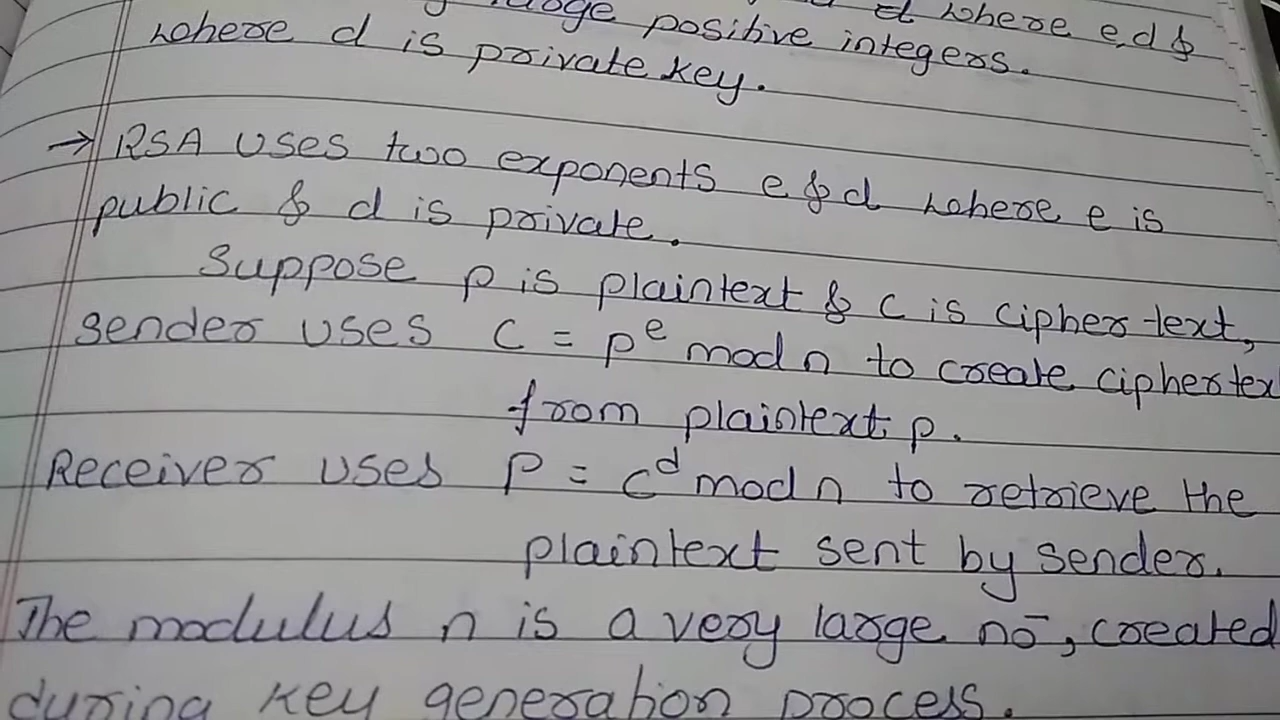 large positive integers. d where e, d &
where d is private key.
→ RSA uses two exponents e & d where e is
public & d is private.
Suppose p is plaintext & c is cipher-text,
sender uses C = p^e mod n to create ciphertex
from plaintext p.
Receiver uses P = c^d mod n to retrieve the
plaintext sent by sender.
The modulus n is a very large no, created
during key generation process.